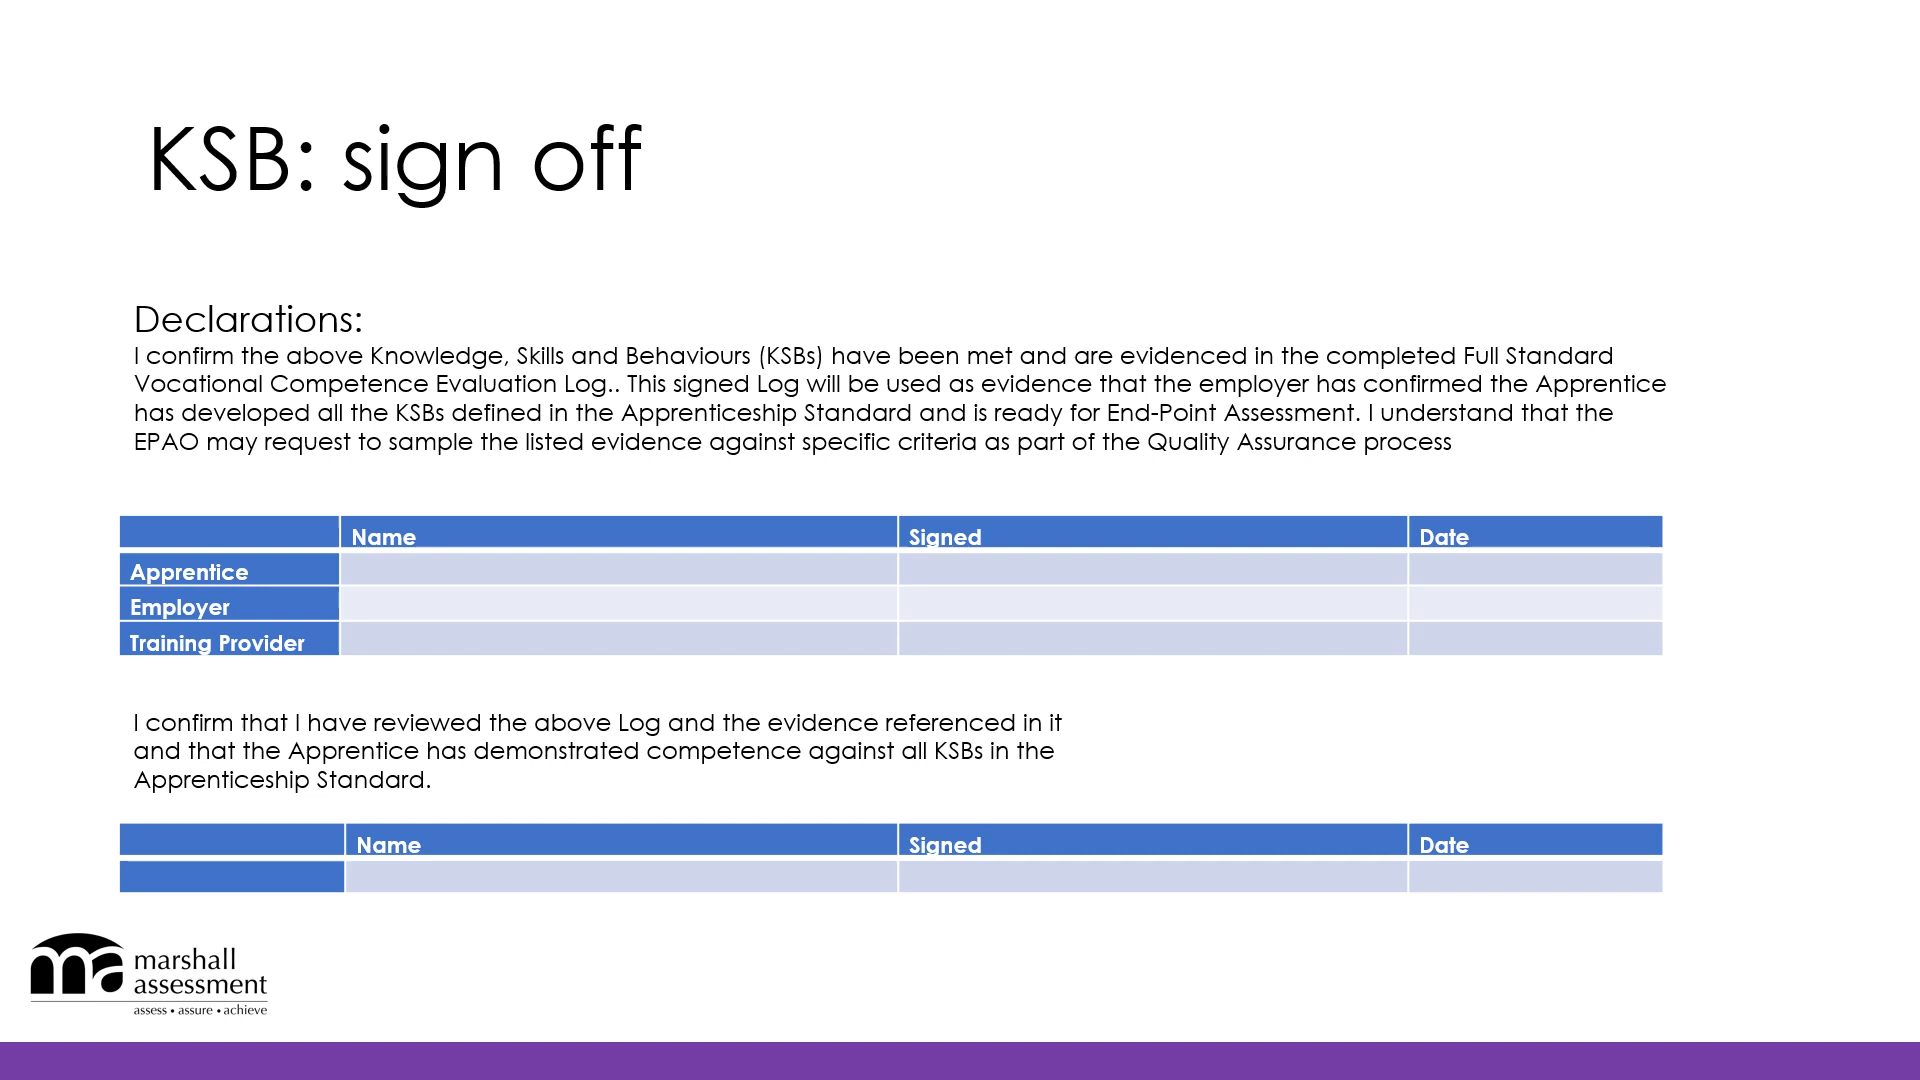 KSB: sign off
Declarations:
I confirm the above Knowledge, Skills and Behaviours (KSBs) have been met and are evidenced in the completed Full Standard
Vocational Competence Evaluation Log.. This signed Log will be used as evidence that the employer has confirmed the Apprentice
has developed all the KSBs defined in the Apprenticeship Standard and is ready for End-Point Assessment. I understand that the
EPAO may request to sample the listed evidence against specific criteria as part of the Quality Assurance process
Name Signed Date
Apprentice
Employer
Training Provider
I confirm that I have reviewed the above Log and the evidence referenced in it
and that the Apprentice has demonstrated competence against all KSBs in the
Apprenticeship Standard.
Name Signed Date
ma
marshall
assessment
assess • assure • achieve